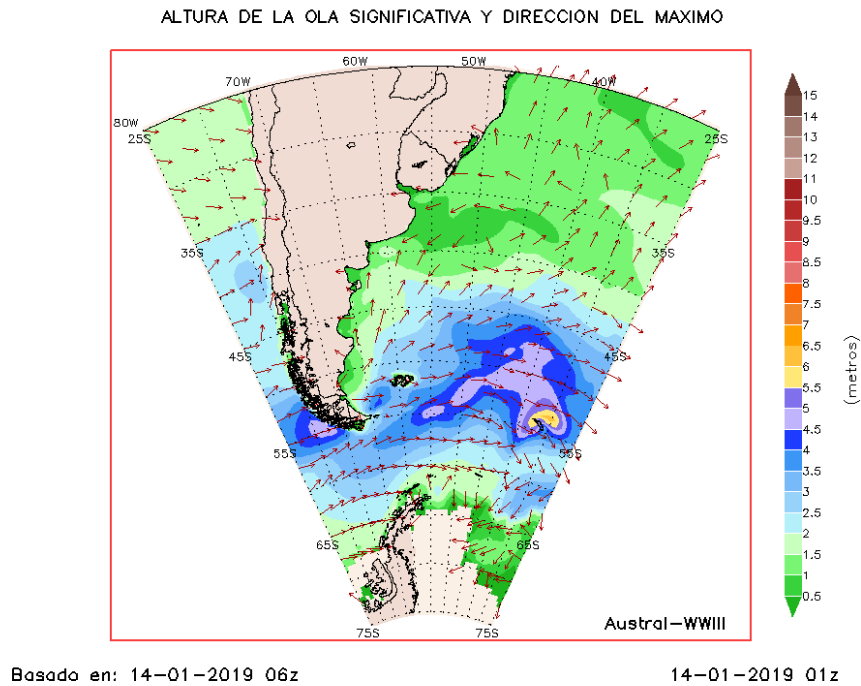 ALTURA DE LA OLA SIGNIFICATIVA Y DIRECCION DEL MAXIMO
80W 70W 60W 50W 40W
25S 25S
35S 35S
45S 45S
55S 55S
65S 65S
75S 75S
15
14
13
12
11
10
9.5
9
8.5
8
7.5
7
6.5
6
5.5
5
4.5
4
3.5
3
2.5
2
1.5
1
0.5
(metros)
Austral-WWIII
Basado en: 14-01-2019 06z 14-01-2019 01z